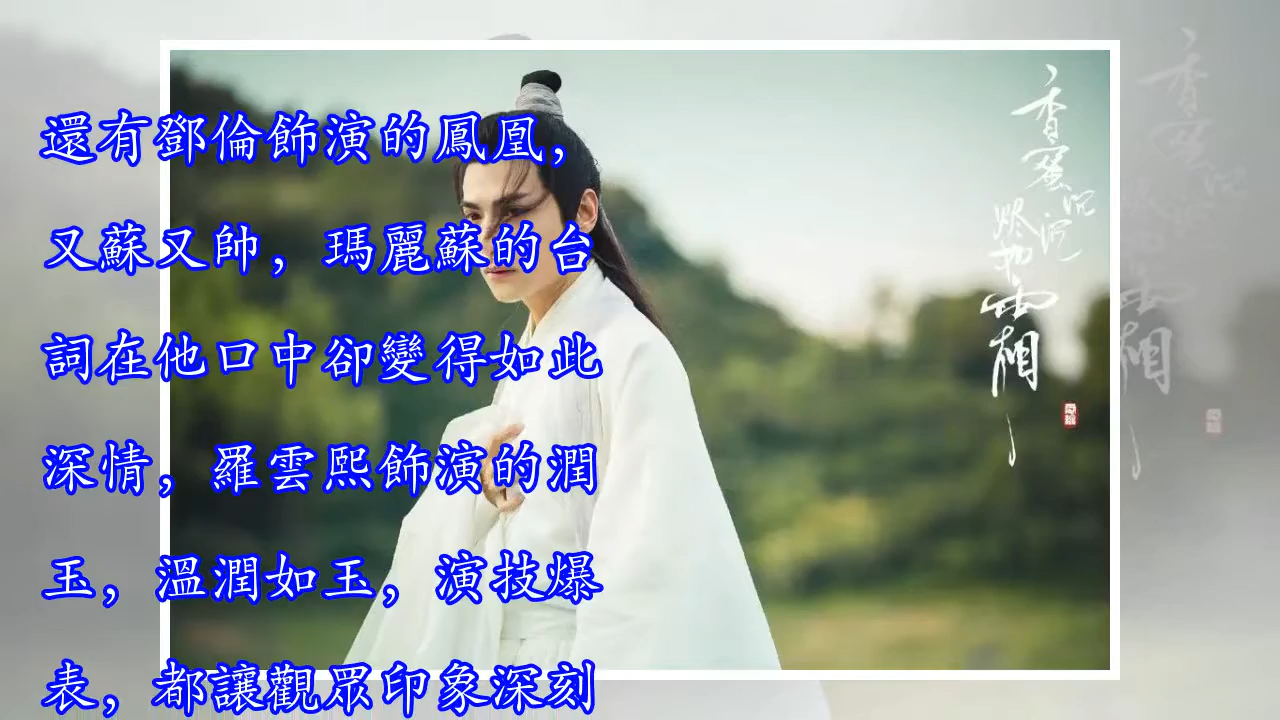 還有鄧倫飾演的鳳凰，
又蘇又帥，瑪麗蘇的台
詞在他口中卻變得如此
深情，羅雲熙飾演的潤
玉，溫潤如玉，演技爆
表，都讓觀眾印象深刻
香蜜沉沉
烬如霜